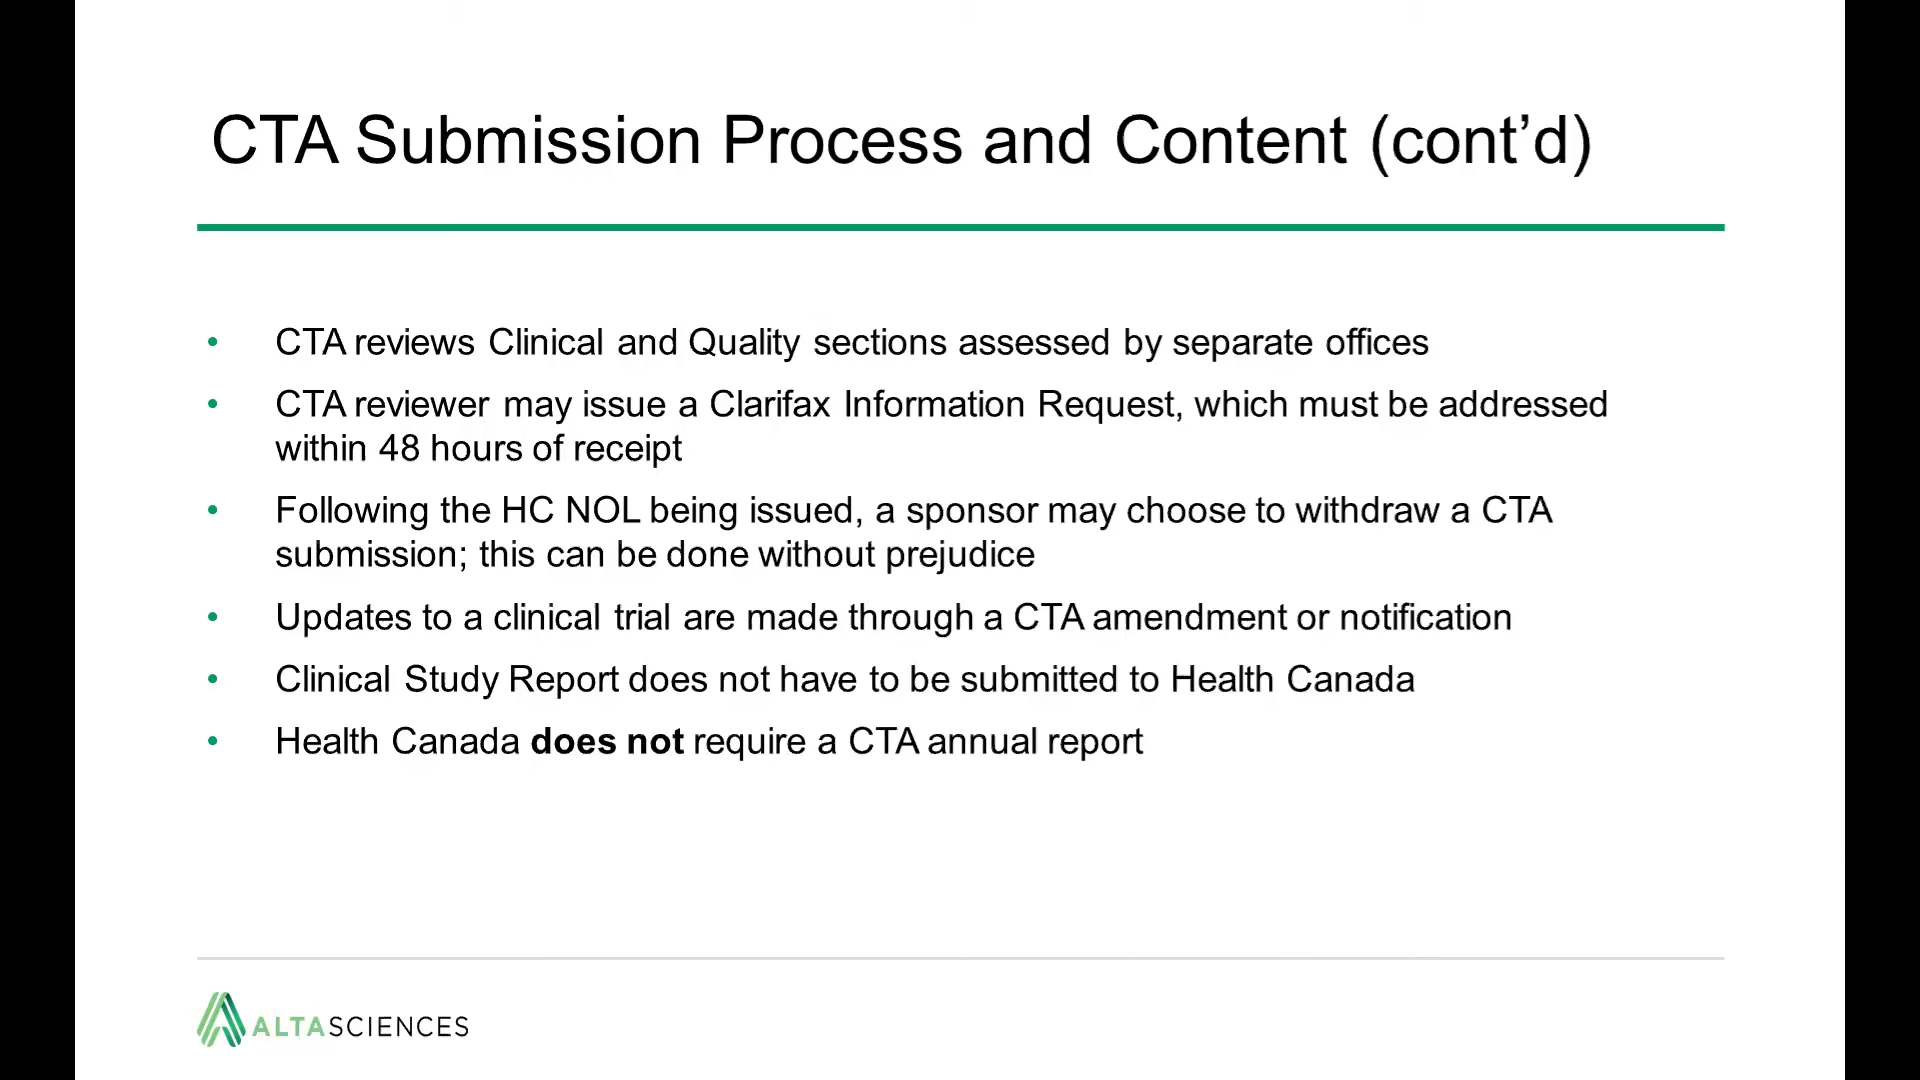 CTA Submission Process and Content (cont’d)
• CTA reviews Clinical and Quality sections assessed by separate offices
• CTA reviewer may issue a Clarifax Information Request, which must be addressed
within 48 hours of receipt
• Following the HC NOL being issued, a sponsor may choose to withdraw a CTA
submission; this can be done without prejudice
• Updates to a clinical trial are made through a CTA amendment or notification
• Clinical Study Report does not have to be submitted to Health Canada
• Health Canada does not require a CTA annual report
ALTASCIENCES